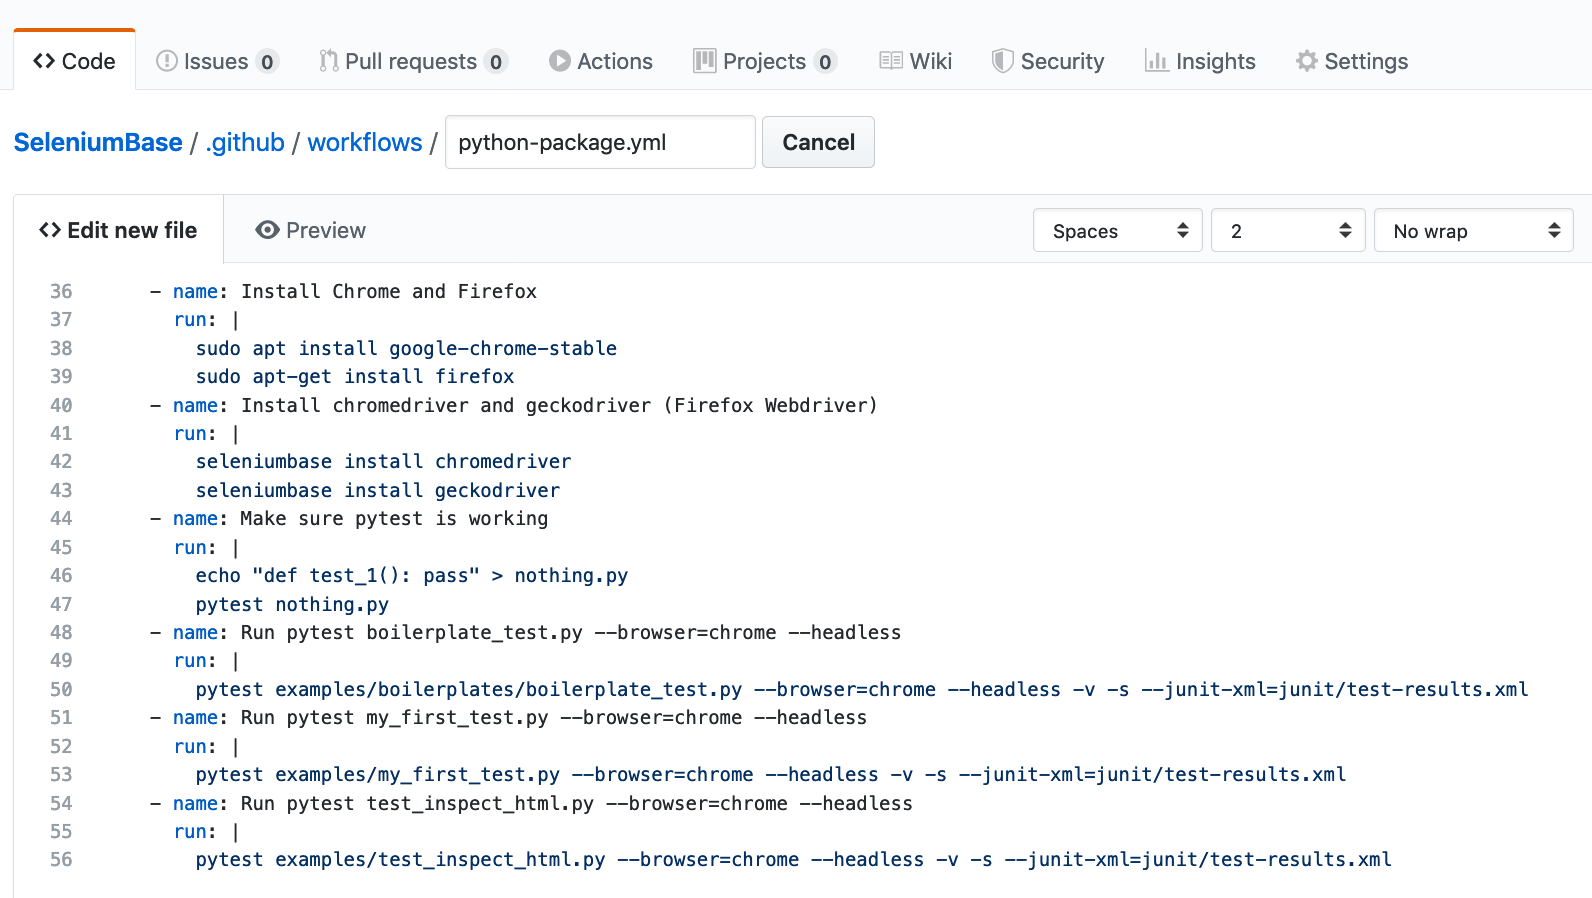 Code Issues 0 Pull requests 0 Actions Projects 0 Wiki Security Insights Settings
SeleniumBase / .github / workflows / python-package.yml Cancel
<> Edit new file Preview Spaces 2 No wrap
36 - name: Install Chrome and Firefox
37 run: |
38 sudo apt install google-chrome-stable
39 sudo apt-get install firefox
40 - name: Install chromedriver and geckodriver (Firefox Webdriver)
41 run: |
42 seleniumbase install chromedriver
43 seleniumbase install geckodriver
44 - name: Make sure pytest is working
45 run: |
46 echo "def test_1(): pass" > nothing.py
47 pytest nothing.py
48 - name: Run pytest boilerplate_test.py --browser=chrome --headless
49 run: |
50 pytest examples/boilerplates/boilerplate_test.py --browser=chrome --headless -v -s --junit-xml=junit/test-results.xml
51 - name: Run pytest my_first_test.py --browser=chrome --headless
52 run: |
53 pytest examples/my_first_test.py --browser=chrome --headless -v -s --junit-xml=junit/test-results.xml
54 - name: Run pytest test_inspect_html.py --browser=chrome --headless
55 run: |
56 pytest examples/test_inspect_html.py --browser=chrome --headless -v -s --junit-xml=junit/test-results.xml